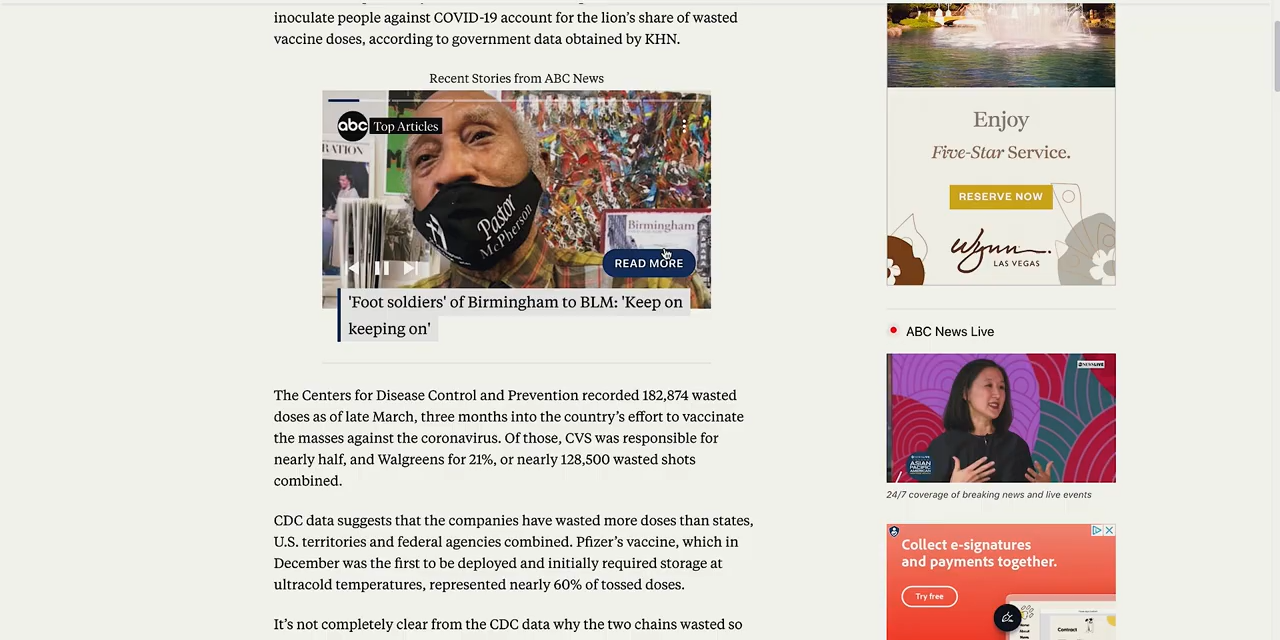 inoculate people against COVID-19 account for the lion's share of wasted
vaccine doses, according to government data obtained by KHN.
Recent Stories from ABC News
abc Top Articles
Pastor
McPherson
Birmingham
READ MORE
'Foot soldiers' of Birmingham to BLM: 'Keep on
keeping on'
The Centers for Disease Control and Prevention recorded 182,874 wasted
doses as of late March, three months into the country's effort to vaccinate
the masses against the coronavirus. Of those, CVS was responsible for
nearly half, and Walgreens for 21%, or nearly 128,500 wasted shots
combined.
CDC data suggests that the companies have wasted more doses than states,
U.S. territories and federal agencies combined. Pfizer's vaccine, which in
December was the first to be deployed and initially required storage at
ultracold temperatures, represented nearly 60% of tossed doses.
It's not completely clear from the CDC data why the two chains wasted so
Enjoy
Five-Star Service.
RESERVE NOW
Wynn
LAS VEGAS
ABC News Live
ASIAN
PACIFIC
AMERICAN
24/7 coverage of breaking news and live events
Collect e-signatures
and payments together.
Try free
Contract